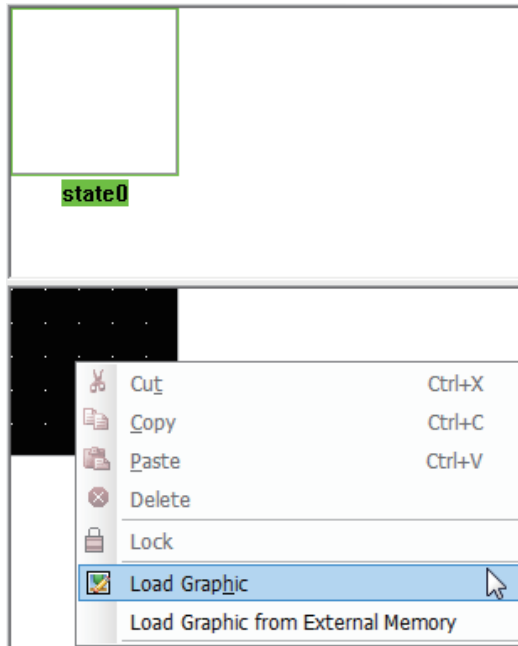 state0
Cut Ctrl+X
Copy Ctrl+C
Paste Ctrl+V
Delete
Lock
Load Graphic
Load Graphic from External Memory